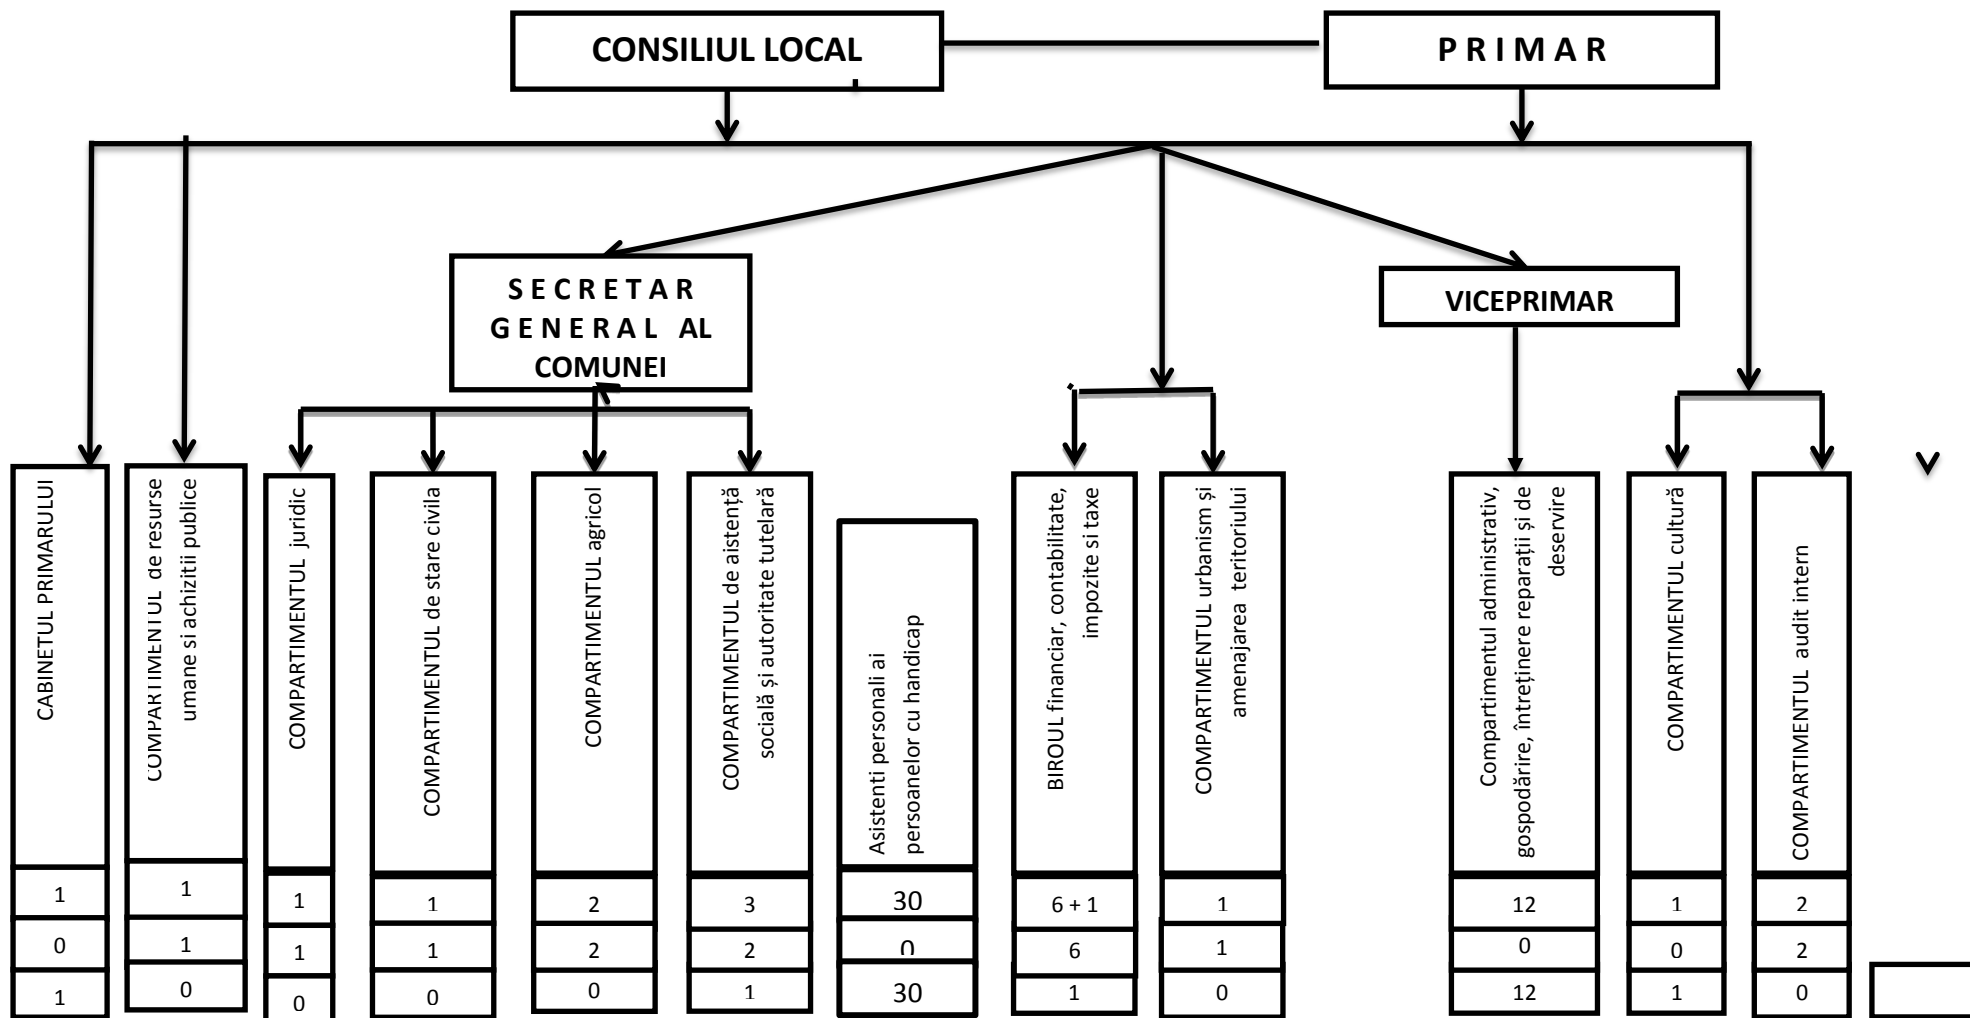 CONSILIUL LOCAL
P R I M A R
S E C R E T A R
G E N E R A L AL
COMUNEI
VICEPRIMAR
CABINETUL PRIMARULUI
COMPARTIMENTUL de resurse
umane si achizitii publice
COMPARTIMENTUL juridic
COMPARTIMENTUL de stare civila
COMPARTIMENTUL agricol
COMPARTIMENTUL de aistență
socială și autoritate tutelară
Asistenti personali ai
persoanelor cu handicap
BIROUL financiar, contabilitate,
impozite si taxe
COMPARTIMENTUL urbanism și
amenajarea teritoriului
Compartimentul administrativ,
gospodărire, întreținere reparații și de
deservire
COMPARTIMENTUL cultură
COMPARTIMENTUL audit intern
1 1 1 1 2 3 30 6 + 1 1 12 1 2
0 1 1 1 2 2 0 6 1 0 0 2
1 0 0 0 0 1 30 1 0 12 1 0